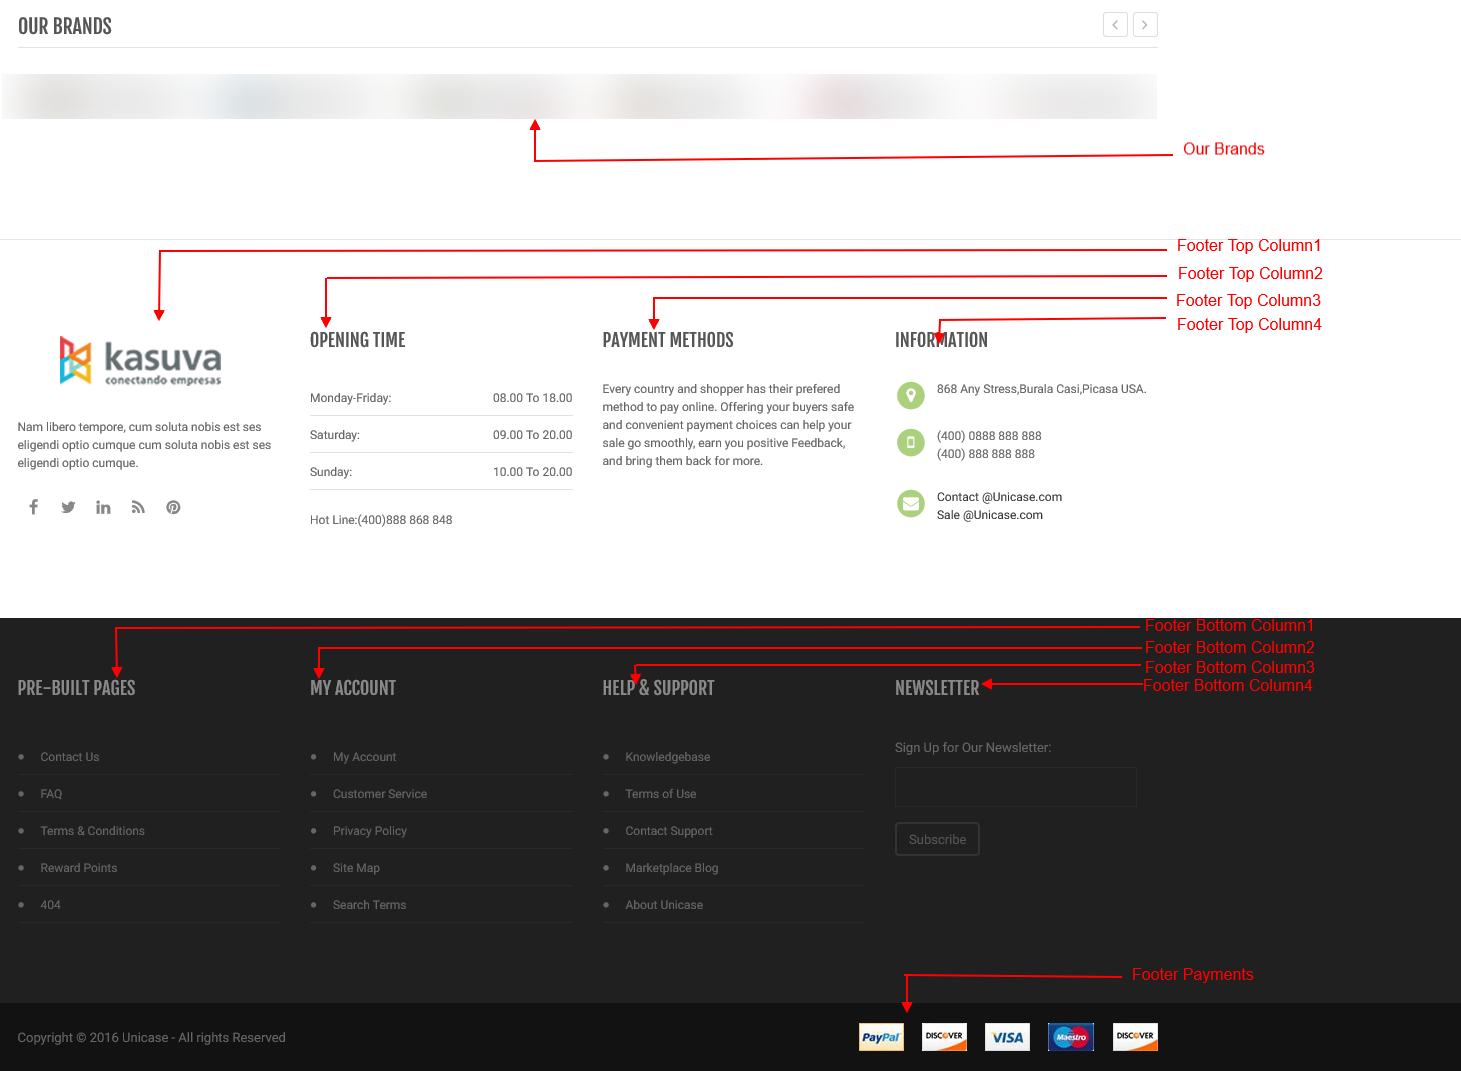 OUR BRANDS
Our Brands
Footer Top Column1
Footer Top Column2
Footer Top Column3
Footer Top Column4
kasuva
conectando empresas
Nam libero tempore, cum soluta nobis est ses
eligendi optio cumque cum soluta nobis est ses
eligendi optio cumque.
OPENING TIME
Monday-Friday: 08.00 To 18.00
Saturday: 09.00 To 20.00
Sunday: 10.00 To 20.00
Hot Line:(400)888 868 848
PAYMENT METHODS
Every country and shopper has their prefered
method to pay online. Offering your buyers safe
and convenient payment choices can help your
sale go smoothly, earn you positive Feedback,
and bring them back for more.
INFORMATION
868 Any Stress,Burala Casi,Picasa USA.
(400) 0888 888 888
(400) 888 888 888
Contact @Unicase.com
Sale @Unicase.com
Footer Bottom Column1
Footer Bottom Column2
Footer Bottom Column3
Footer Bottom Column4
PRE-BUILT PAGES
Contact Us
FAQ
Terms & Conditions
Reward Points
404
MY ACCOUNT
My Account
Customer Service
Privacy Policy
Site Map
Search Terms
HELP & SUPPORT
Knowledgebase
Terms of Use
Contact Support
Marketplace Blog
About Unicase
NEWSLETTER
Sign Up for Our Newsletter:
Subscribe
Footer Payments
Copyright © 2016 Unicase - All rights Reserved
PayPal
DISCOVER
VISA
Maestro
DISCOVER